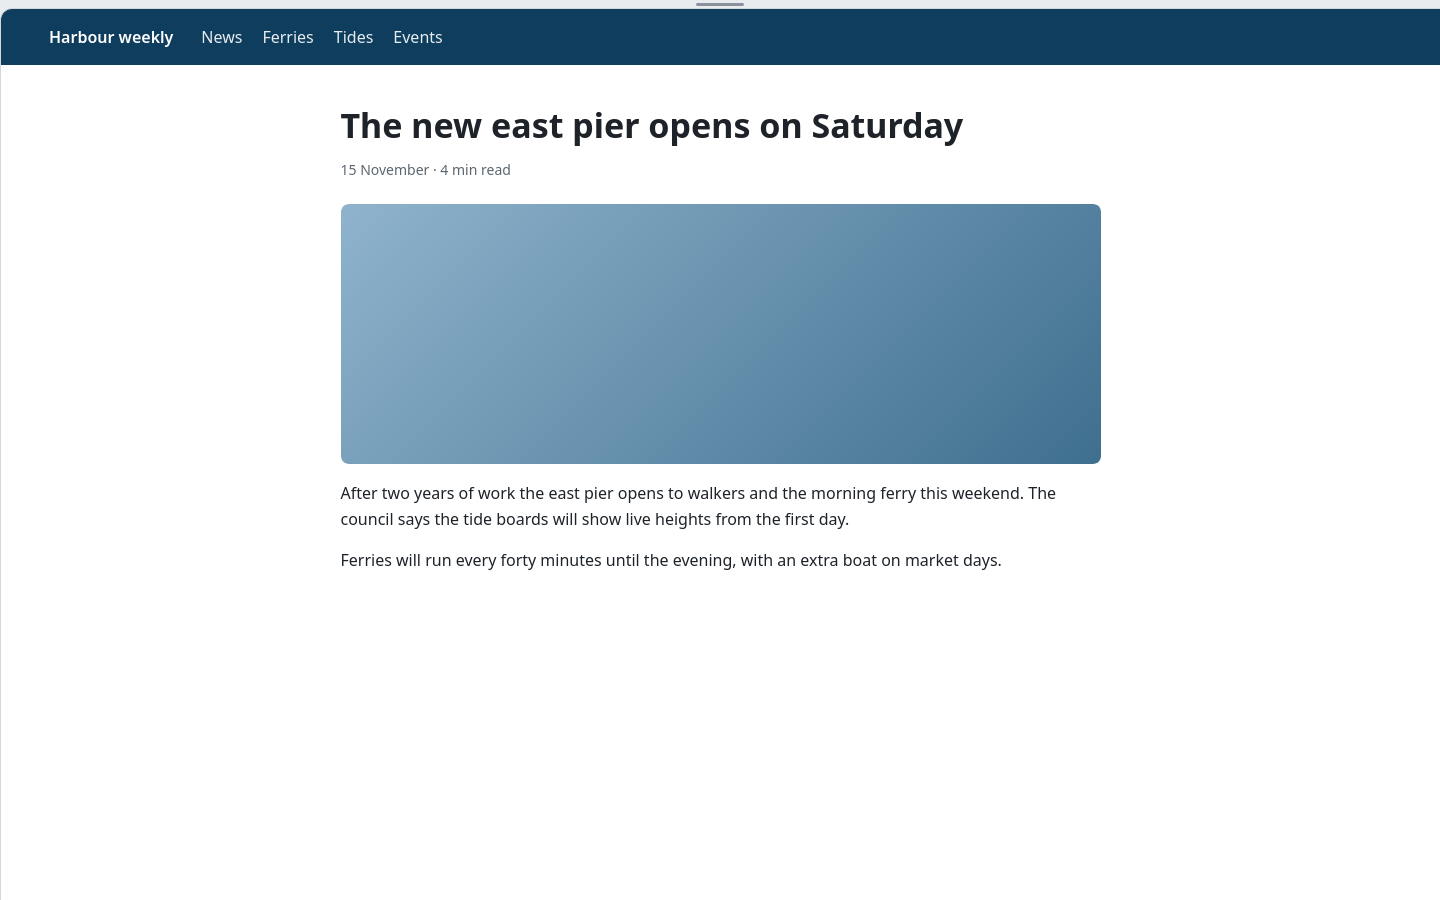 Harbour weekly News Ferries Tides Events
The new east pier opens on Saturday
15 November · 4 min read
After two years of work the east pier opens to walkers and the morning ferry this weekend. The
council says the tide boards will show live heights from the first day.
Ferries will run every forty minutes until the evening, with an extra boat on market days.